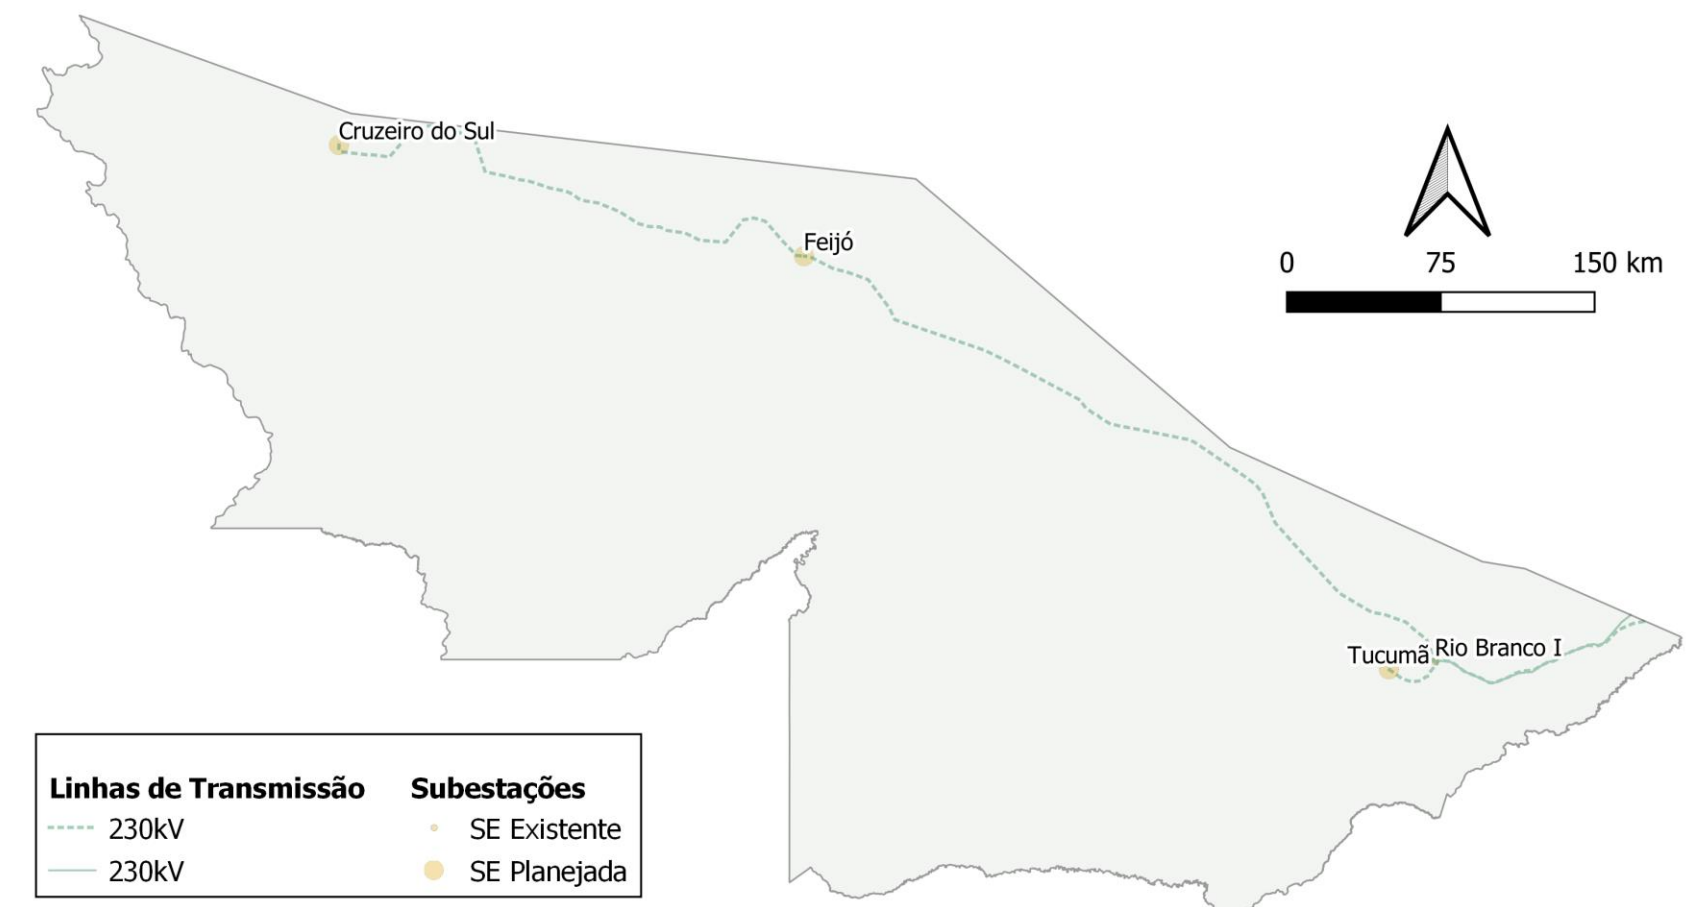 Cruzeiro do Sul
Feijó
0 75 150 km
Tucumã Rio Branco I
Linhas de Transmissão Subestações
230kV SE Existente
230kV SE Planejada